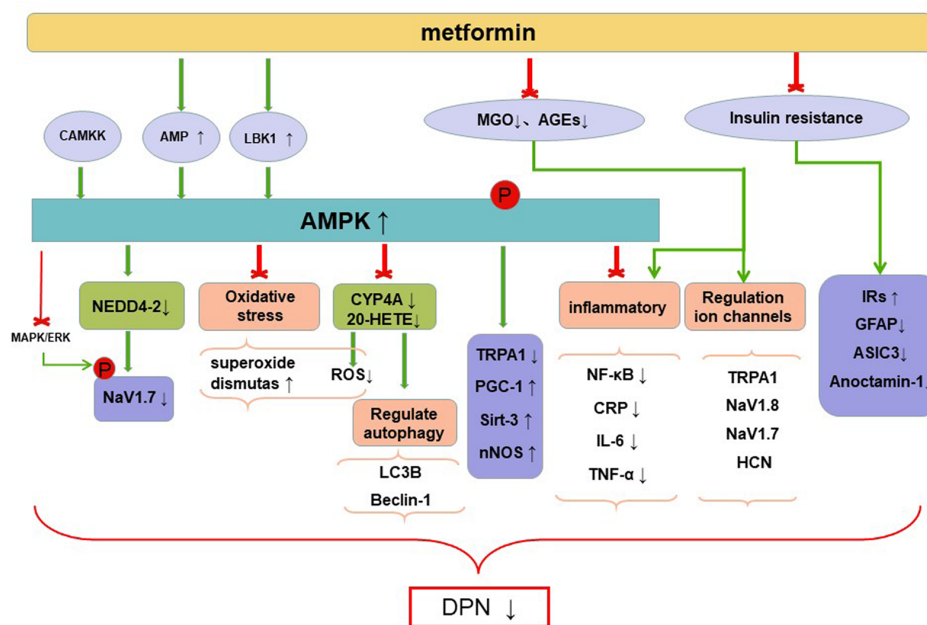 metformin
CAMKK
AMP ↑
LBK1 ↑
MGO↓、AGEs↓
Insulin resistance
P
AMPK ↑
NEDD4-2↓
Oxidative
stress
CYP4A ↓
20-HETE↓
inflammatory
Regulation
ion channels
IRs ↑
GFAP↓
ASIC3↓
Anoctamin-1↓
MAPK/ERK
P
NaV1.7 ↓
superoxide
dismutas ↑
ROS↓
Regulate
autophagy
LC3B
Beclin-1
TRPA1 ↓
PGC-1 ↑
Sirt-3 ↑
nNOS ↑
NF-κB ↓
CRP ↓
IL-6 ↓
TNF-α ↓
TRPA1
NaV1.8
NaV1.7
HCN
DPN ↓